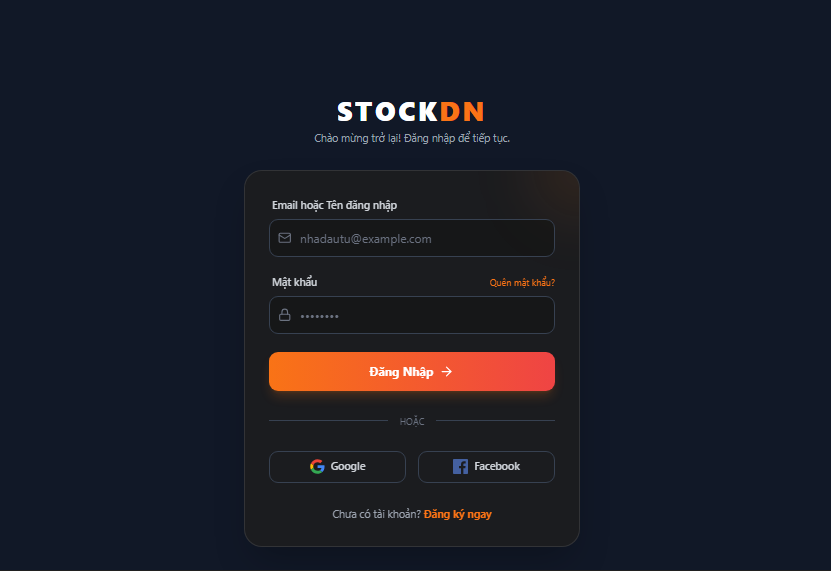 STOCKDN
Chào mừng trở lại! Đăng nhập để tiếp tục.
Email hoặc Tên đăng nhập
nhadautu@example.com
Mật khẩu
Quên mật khẩu?
••••••••
Đăng Nhập →
HOẶC
Google
Facebook
Chưa có tài khoản? Đăng ký ngay